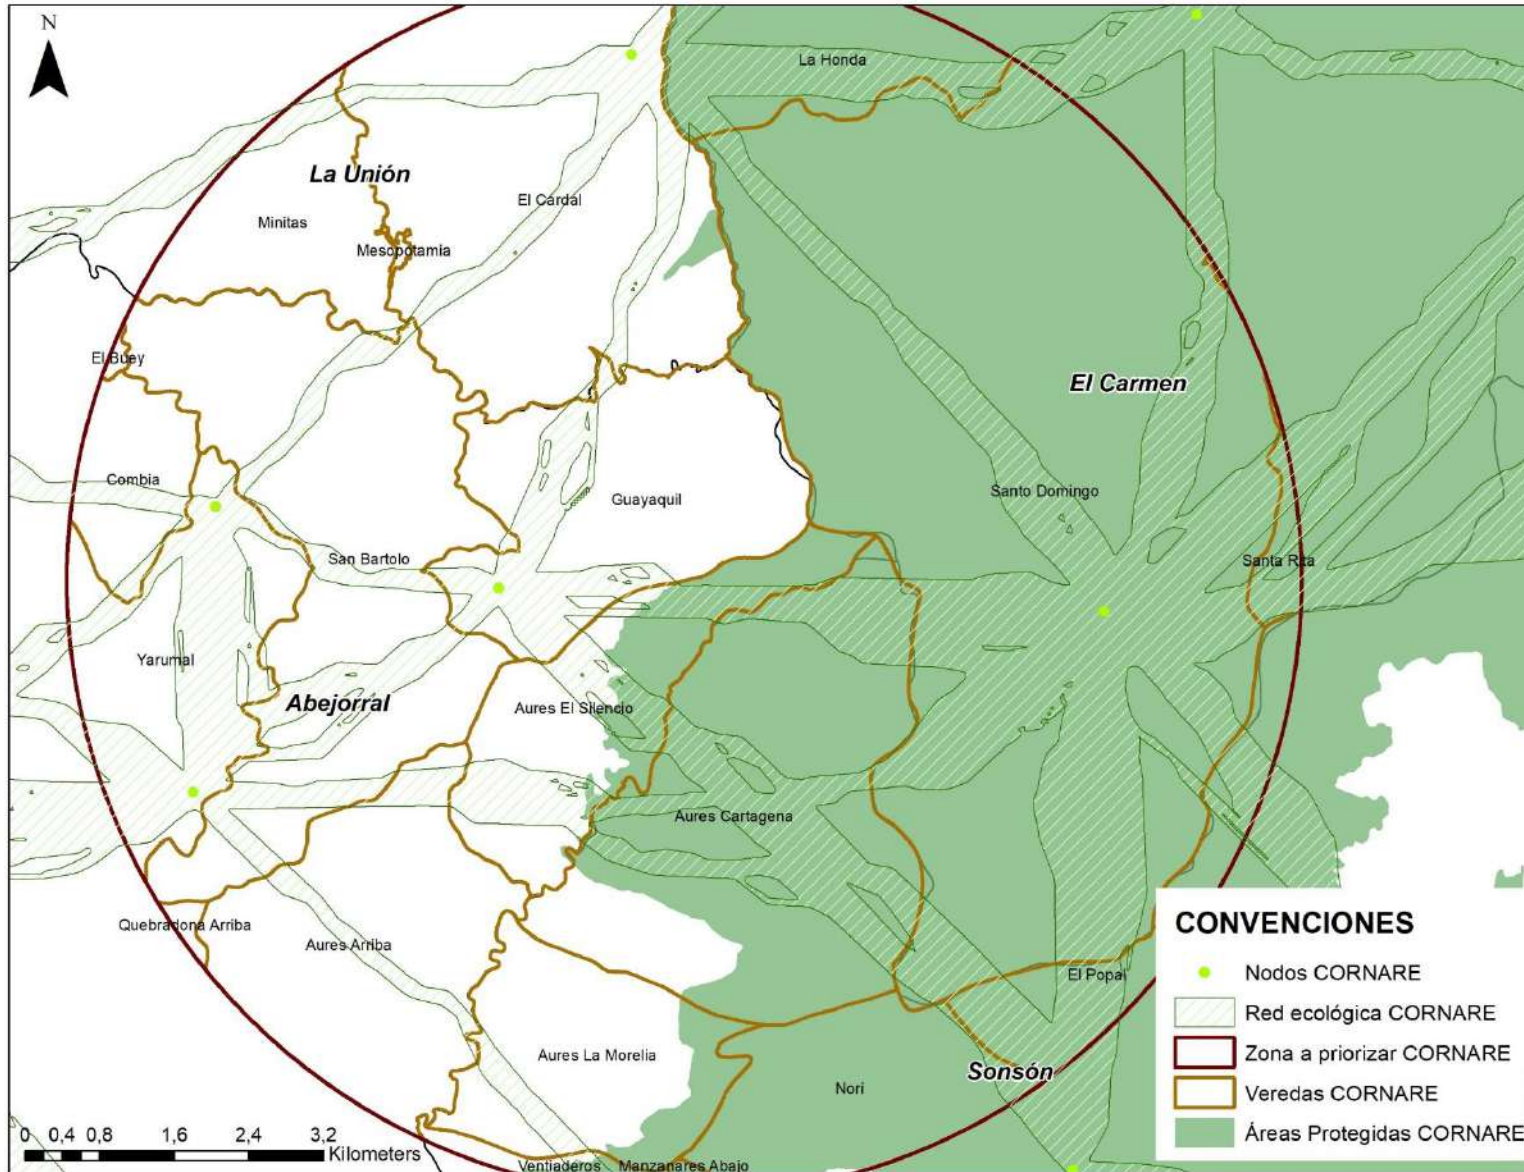 N
La Honda
La Unión
El Cardal
Minitas
Mesopotamia
El Buey
El Carmen
Combia
Guayaquil
Santo Domingo
San Bartolo
Santa Rita
Yarumal
Abejorral
Aures El Silencio
Aures Cartagena
Quebradona Arriba
Aures Arriba
El Popal
Aures La Morelia
Sonsón
Norí
Ventiaderos
Manzanares Abajo
0 0,4 0,8 1,6 2,4 3,2
Kilometers
CONVENCIONES
Nodos CORNARE
Red ecológica CORNARE
Zona a priorizar CORNARE
Veredas CORNARE
Áreas Protegidas CORNARE